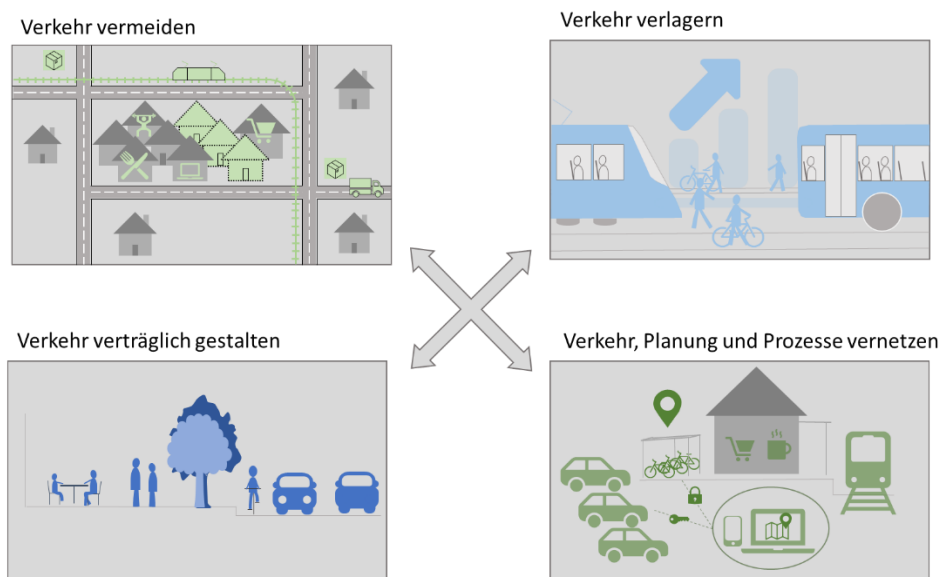 Verkehr vermeiden
Verkehr verlagern
Verkehr verträglich gestalten
Verkehr, Planung und Prozesse vernetzen